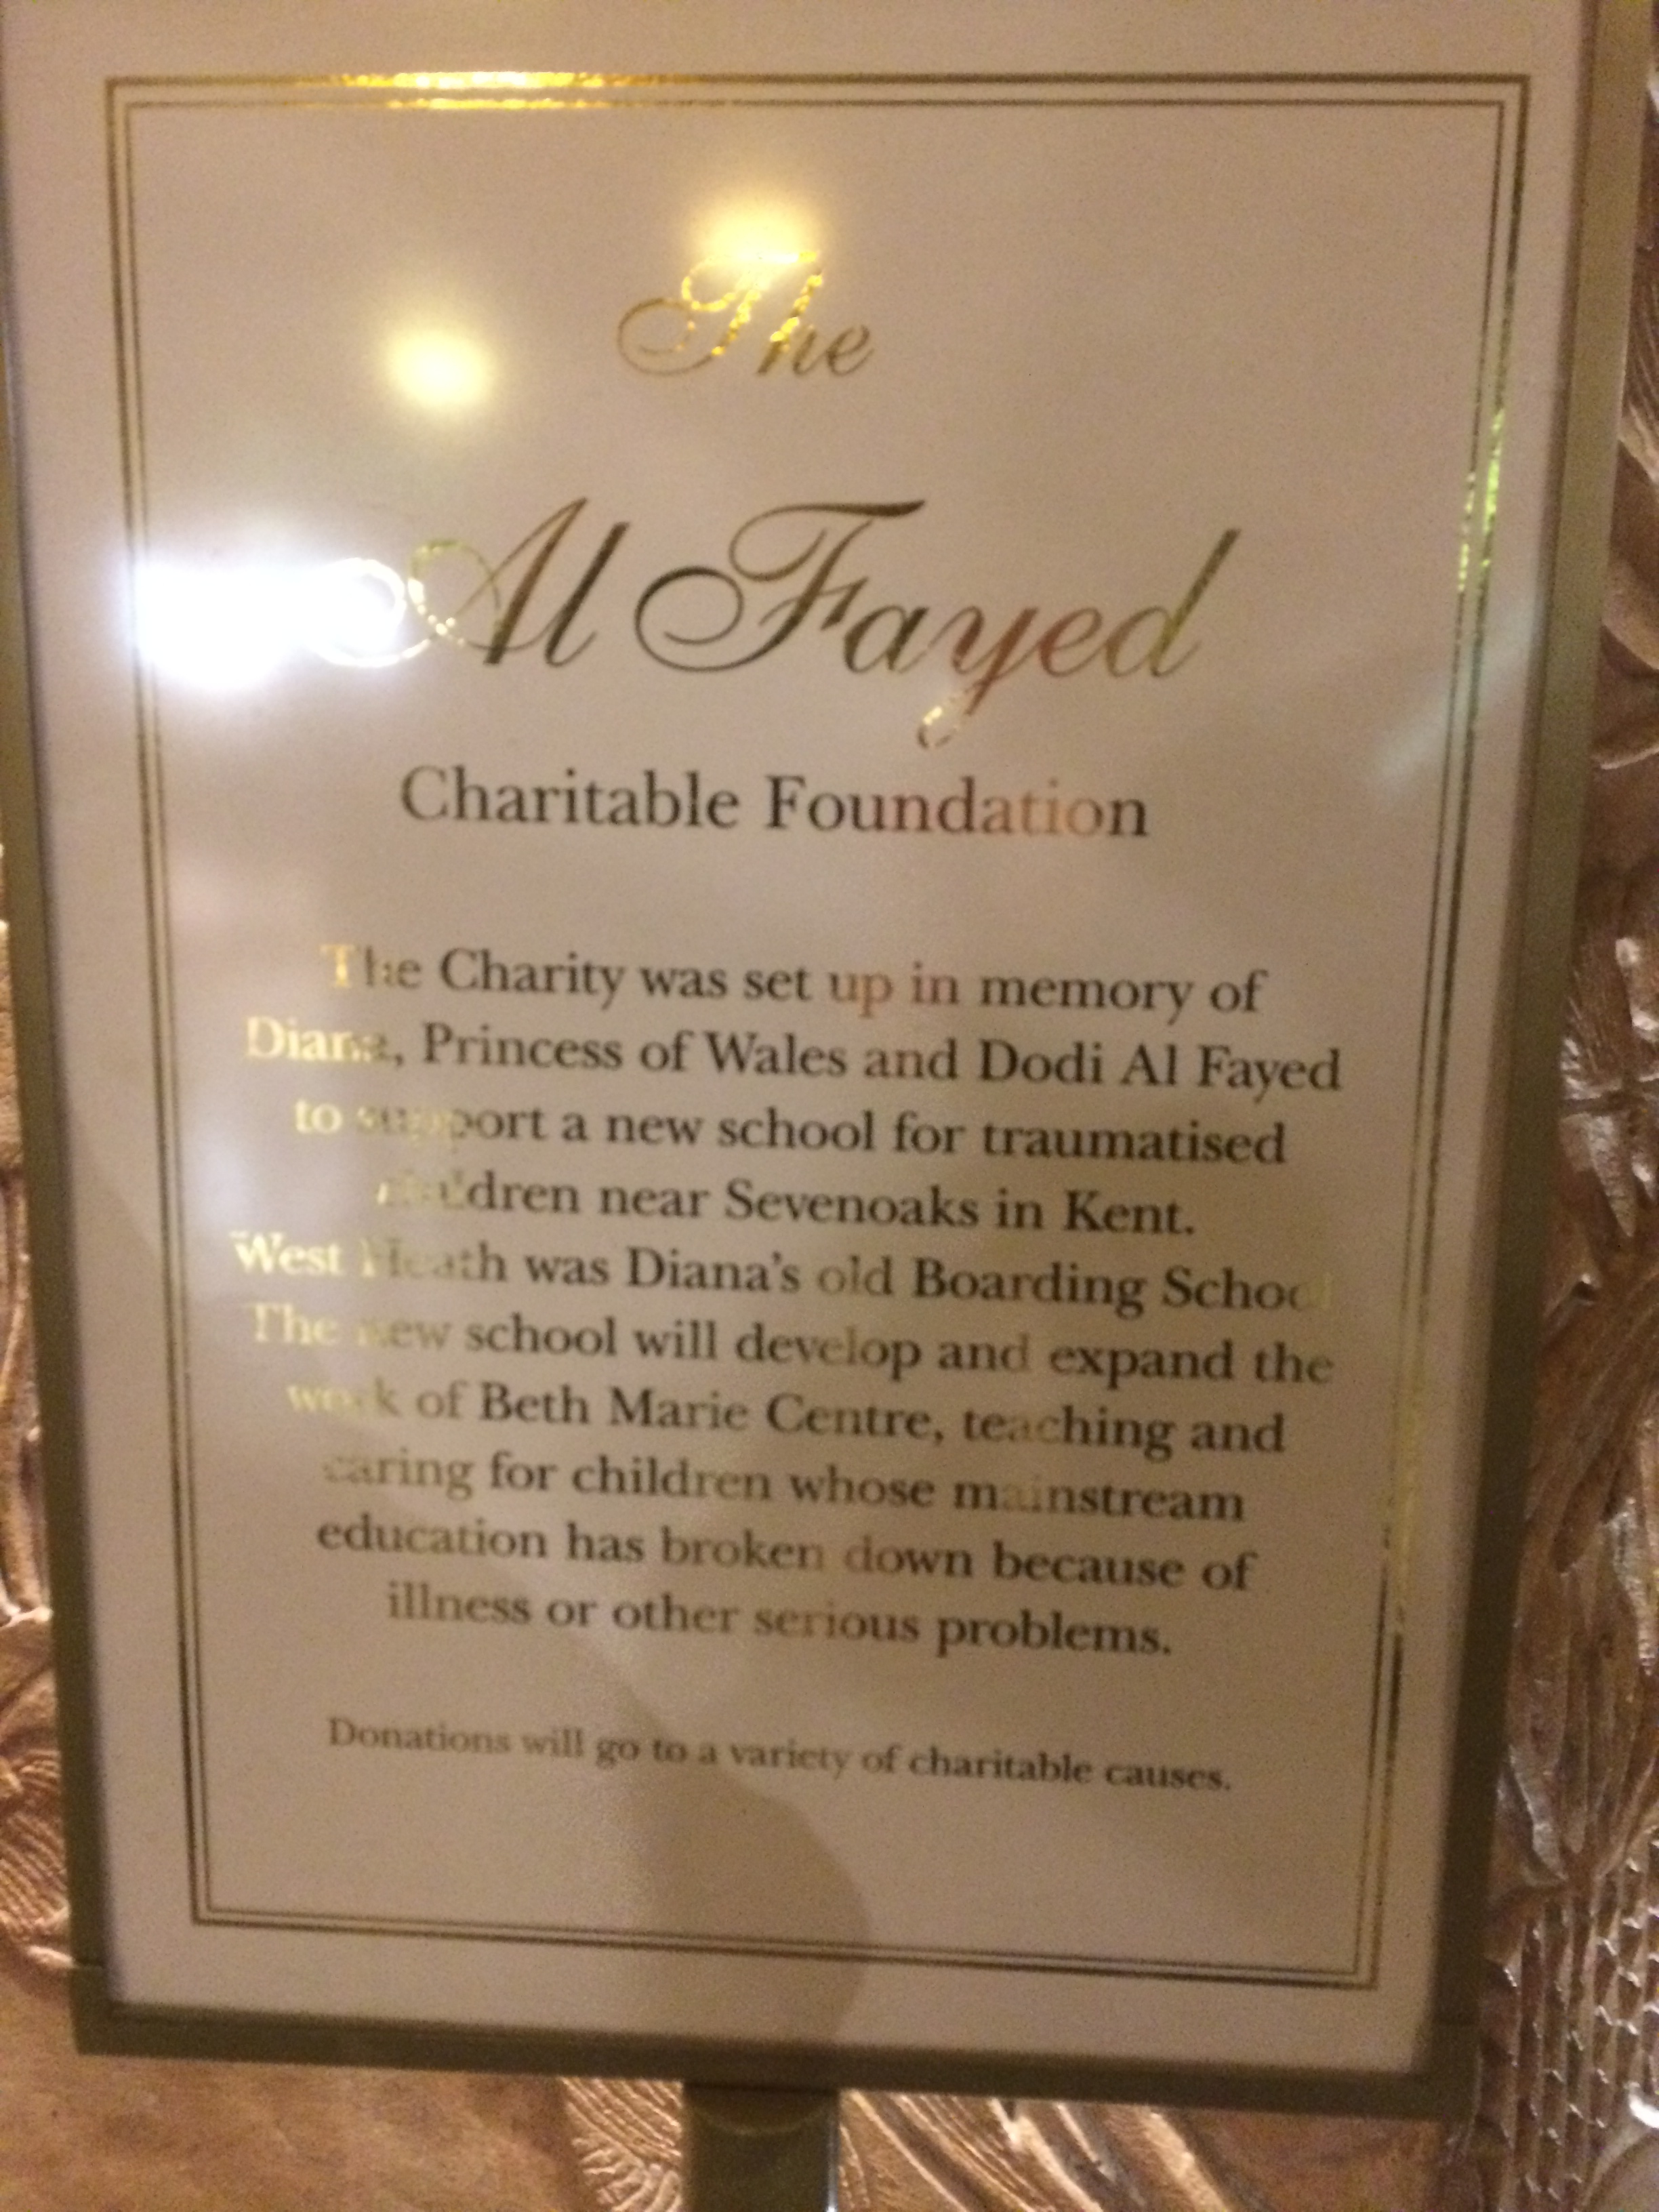 The
Al Fayed
Charitable Foundation
The Charity was set up in memory of
Diana, Princess of Wales and Dodi Al Fayed
to support a new school for traumatised
children near Sevenoaks in Kent.
West Heath was Diana's old Boarding School
The new school will develop and expand the
work of Beth Marie Centre, teaching and
caring for children whose mainstream
education has broken down because of
illness or other serious problems.
Donations will go to a variety of charitable causes.